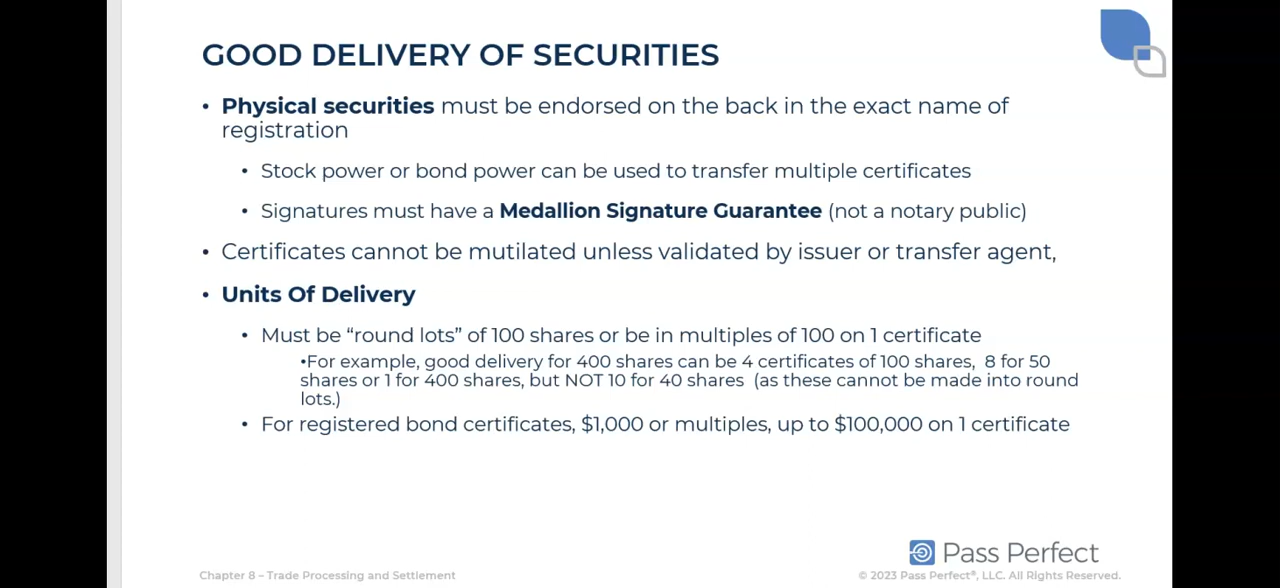 GOOD DELIVERY OF SECURITIES
• Physical securities must be endorsed on the back in the exact name of
registration
• Stock power or bond power can be used to transfer multiple certificates
• Signatures must have a Medallion Signature Guarantee (not a notary public)
• Certificates cannot be mutilated unless validated by issuer or transfer agent,
• Units Of Delivery
• Must be “round lots” of 100 shares or be in multiples of 100 on 1 certificate
•For example, good delivery for 400 shares can be 4 certificates of 100 shares, 8 for 50
shares or 1 for 400 shares, but NOT 10 for 40 shares (as these cannot be made into round
lots.)
• For registered bond certificates, $1,000 or multiples, up to $100,000 on 1 certificate
Pass Perfect
Chapter 8 – Trade Processing and Settlement
© 2023 Pass Perfect®, LLC. All Rights Reserved.